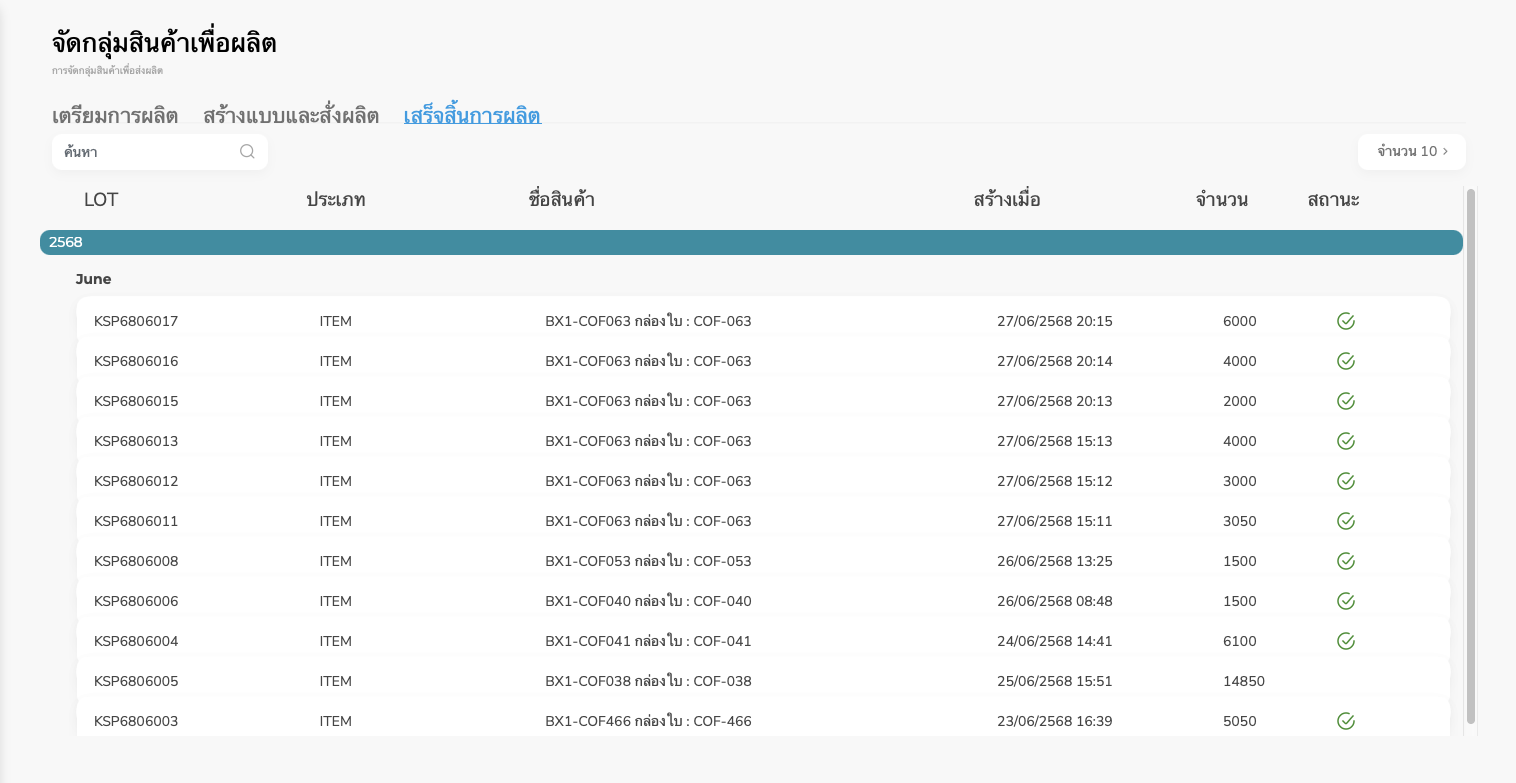 จัดกลุ่มสินค้าเพื่อผลิต
การจัดกลุ่มสินค้าเพื่อส่งผลิต
เตรียมการผลิต สร้างแบบและสั่งผลิต เสร็จสิ้นการผลิต
ค้นหา จำนวน 10
LOT ประเภท ชื่อสินค้า สร้างเมื่อ จำนวน สถานะ
2568
June
KSP6806017 ITEM BX1-COF063 กล่องใบ : COF-063 27/06/2568 20:15 6000
KSP6806016 ITEM BX1-COF063 กล่องใบ : COF-063 27/06/2568 20:14 4000
KSP6806015 ITEM BX1-COF063 กล่องใบ : COF-063 27/06/2568 20:13 2000
KSP6806013 ITEM BX1-COF063 กล่องใบ : COF-063 27/06/2568 15:13 4000
KSP6806012 ITEM BX1-COF063 กล่องใบ : COF-063 27/06/2568 15:12 3000
KSP6806011 ITEM BX1-COF063 กล่องใบ : COF-063 27/06/2568 15:11 3050
KSP6806008 ITEM BX1-COF053 กล่องใบ : COF-053 26/06/2568 13:25 1500
KSP6806006 ITEM BX1-COF040 กล่องใบ : COF-040 26/06/2568 08:48 1500
KSP6806004 ITEM BX1-COF041 กล่องใบ : COF-041 24/06/2568 14:41 6100
KSP6806005 ITEM BX1-COF038 กล่องใบ : COF-038 25/06/2568 15:51 14850
KSP6806003 ITEM BX1-COF466 กล่องใบ : COF-466 23/06/2568 16:39 5050